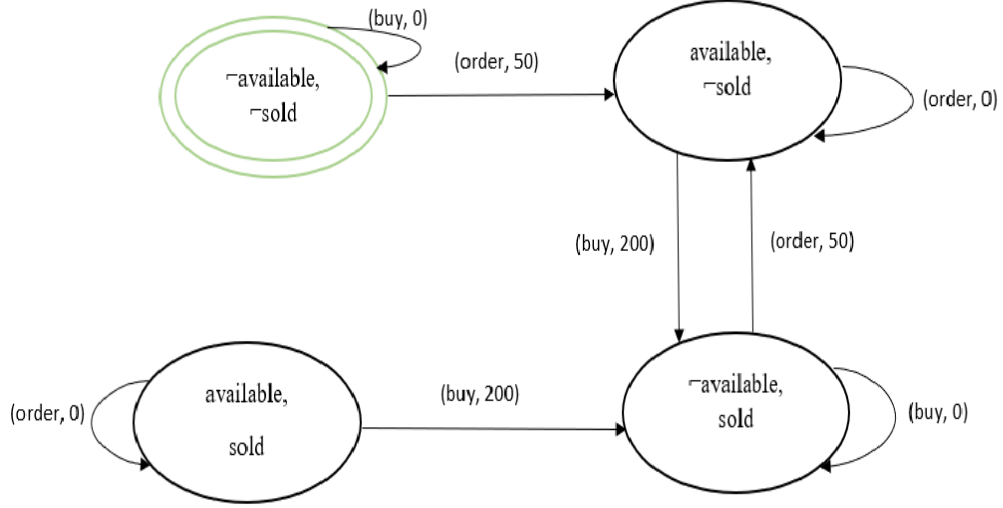 (buy, 0)
¬available,
¬sold
(order, 50)
available,
¬sold
(order, 0)
(buy, 200)
(order, 50)
(order, 0)
available,
sold
(buy, 200)
¬available,
sold
(buy, 0)